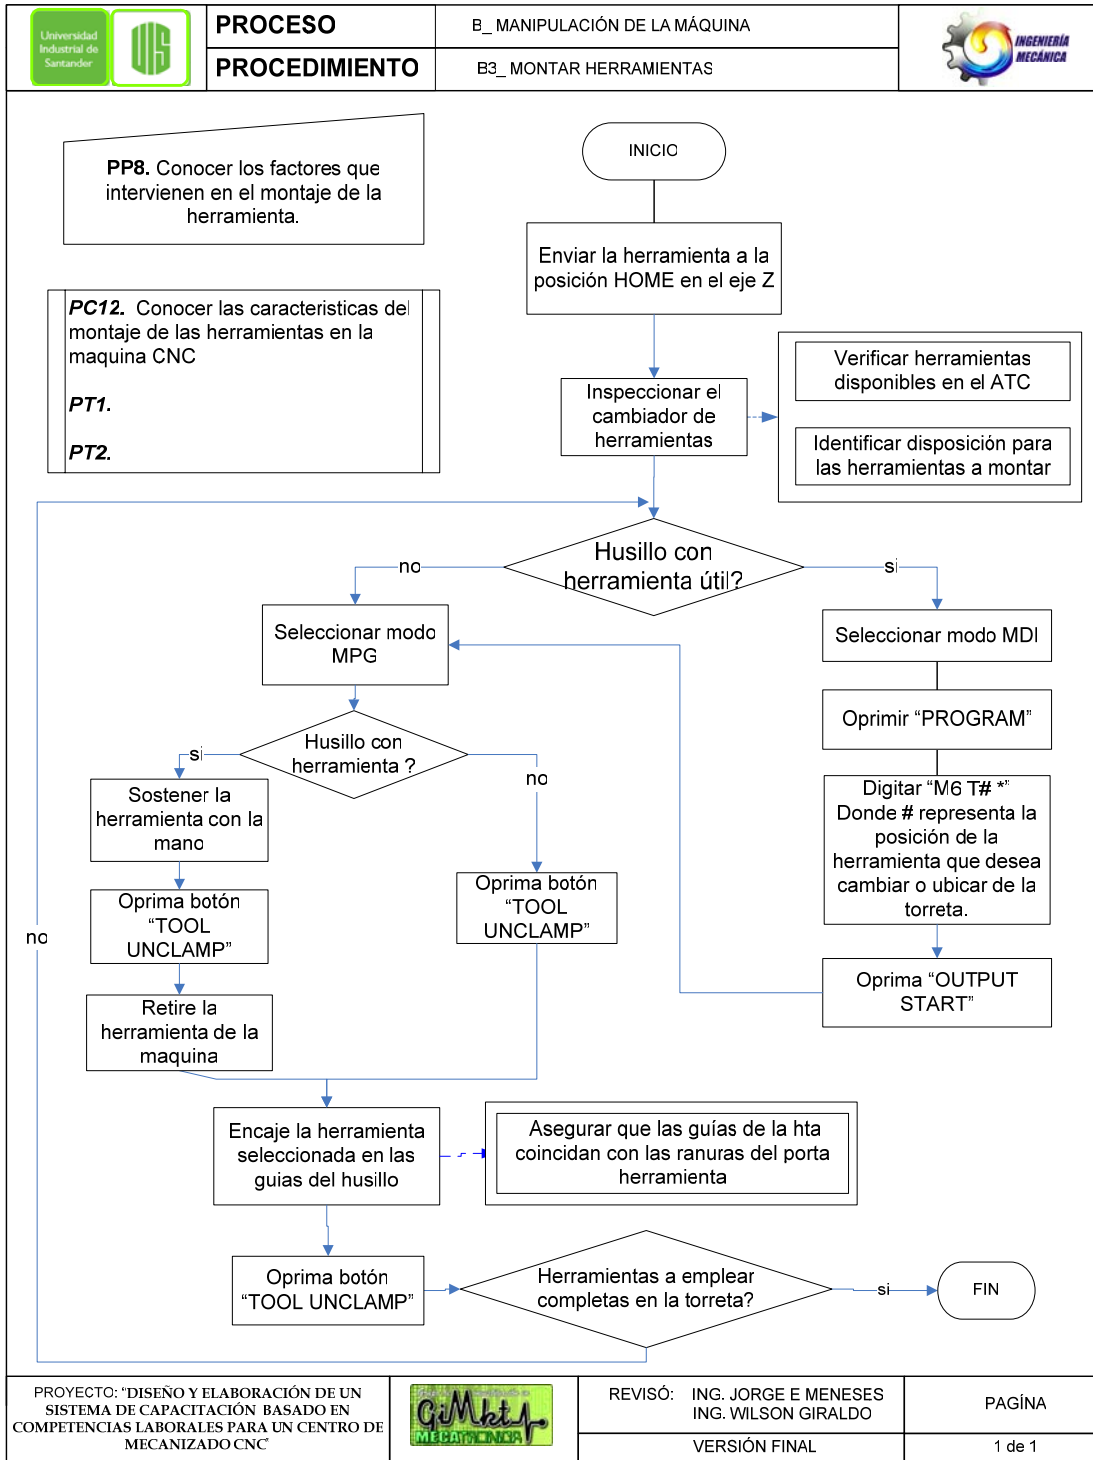 Universidad
Industrial de
Santander
UIS
PROCESO
B_ MANIPULACIÓN DE LA MÁQUINA
PROCEDIMIENTO
B3_ MONTAR HERRAMIENTAS
INGENIERÍA
MECÁNICA
PP8. Conocer los factores que
intervienen en el montaje de la
herramienta.
INICIO
Enviar la herramienta a la
posición HOME en el eje Z
PC12. Conocer las caracteristicas del
montaje de las herramientas en la
maquina CNC
PT1.
PT2.
Inspeccionar el
cambiador de
herramientas
Verificar herramientas
disponibles en el ATC
Identificar disposición para
las herramientas a montar
Husillo con
herramienta útil?
no
si
Seleccionar modo
MPG
Seleccionar modo MDI
Oprimir “PROGRAM”
Husillo con
herramienta ?
si
no
Digitar “M6 T# *”
Donde # representa la
posición de la
herramienta que desea
cambiar o ubicar de la
torreta.
Sostener la
herramienta con la
mano
Oprima botón
“TOOL
UNCLAMP”
Oprima botón
“TOOL
UNCLAMP”
no
Oprima “OUTPUT
START”
Retire la
herramienta de la
maquina
Encaje la herramienta
seleccionada en las
guias del husillo
Asegurar que las guías de la hta
coincidan con las ranuras del porta
herramienta
Oprima botón
“TOOL UNCLAMP”
Herramientas a emplear
completas en la torreta?
si
FIN
PROYECTO: “DISEÑO Y ELABORACIÓN DE UN
SISTEMA DE CAPACITACIÓN BASADO EN
COMPETENCIAS LABORALES PARA UN CENTRO DE
MECANIZADO CNC”
GiMkt
MECATRONICA
REVISÓ: ING. JORGE E MENESES
ING. WILSON GIRALDO
VERSIÓN FINAL
PAGÍNA
1 de 1